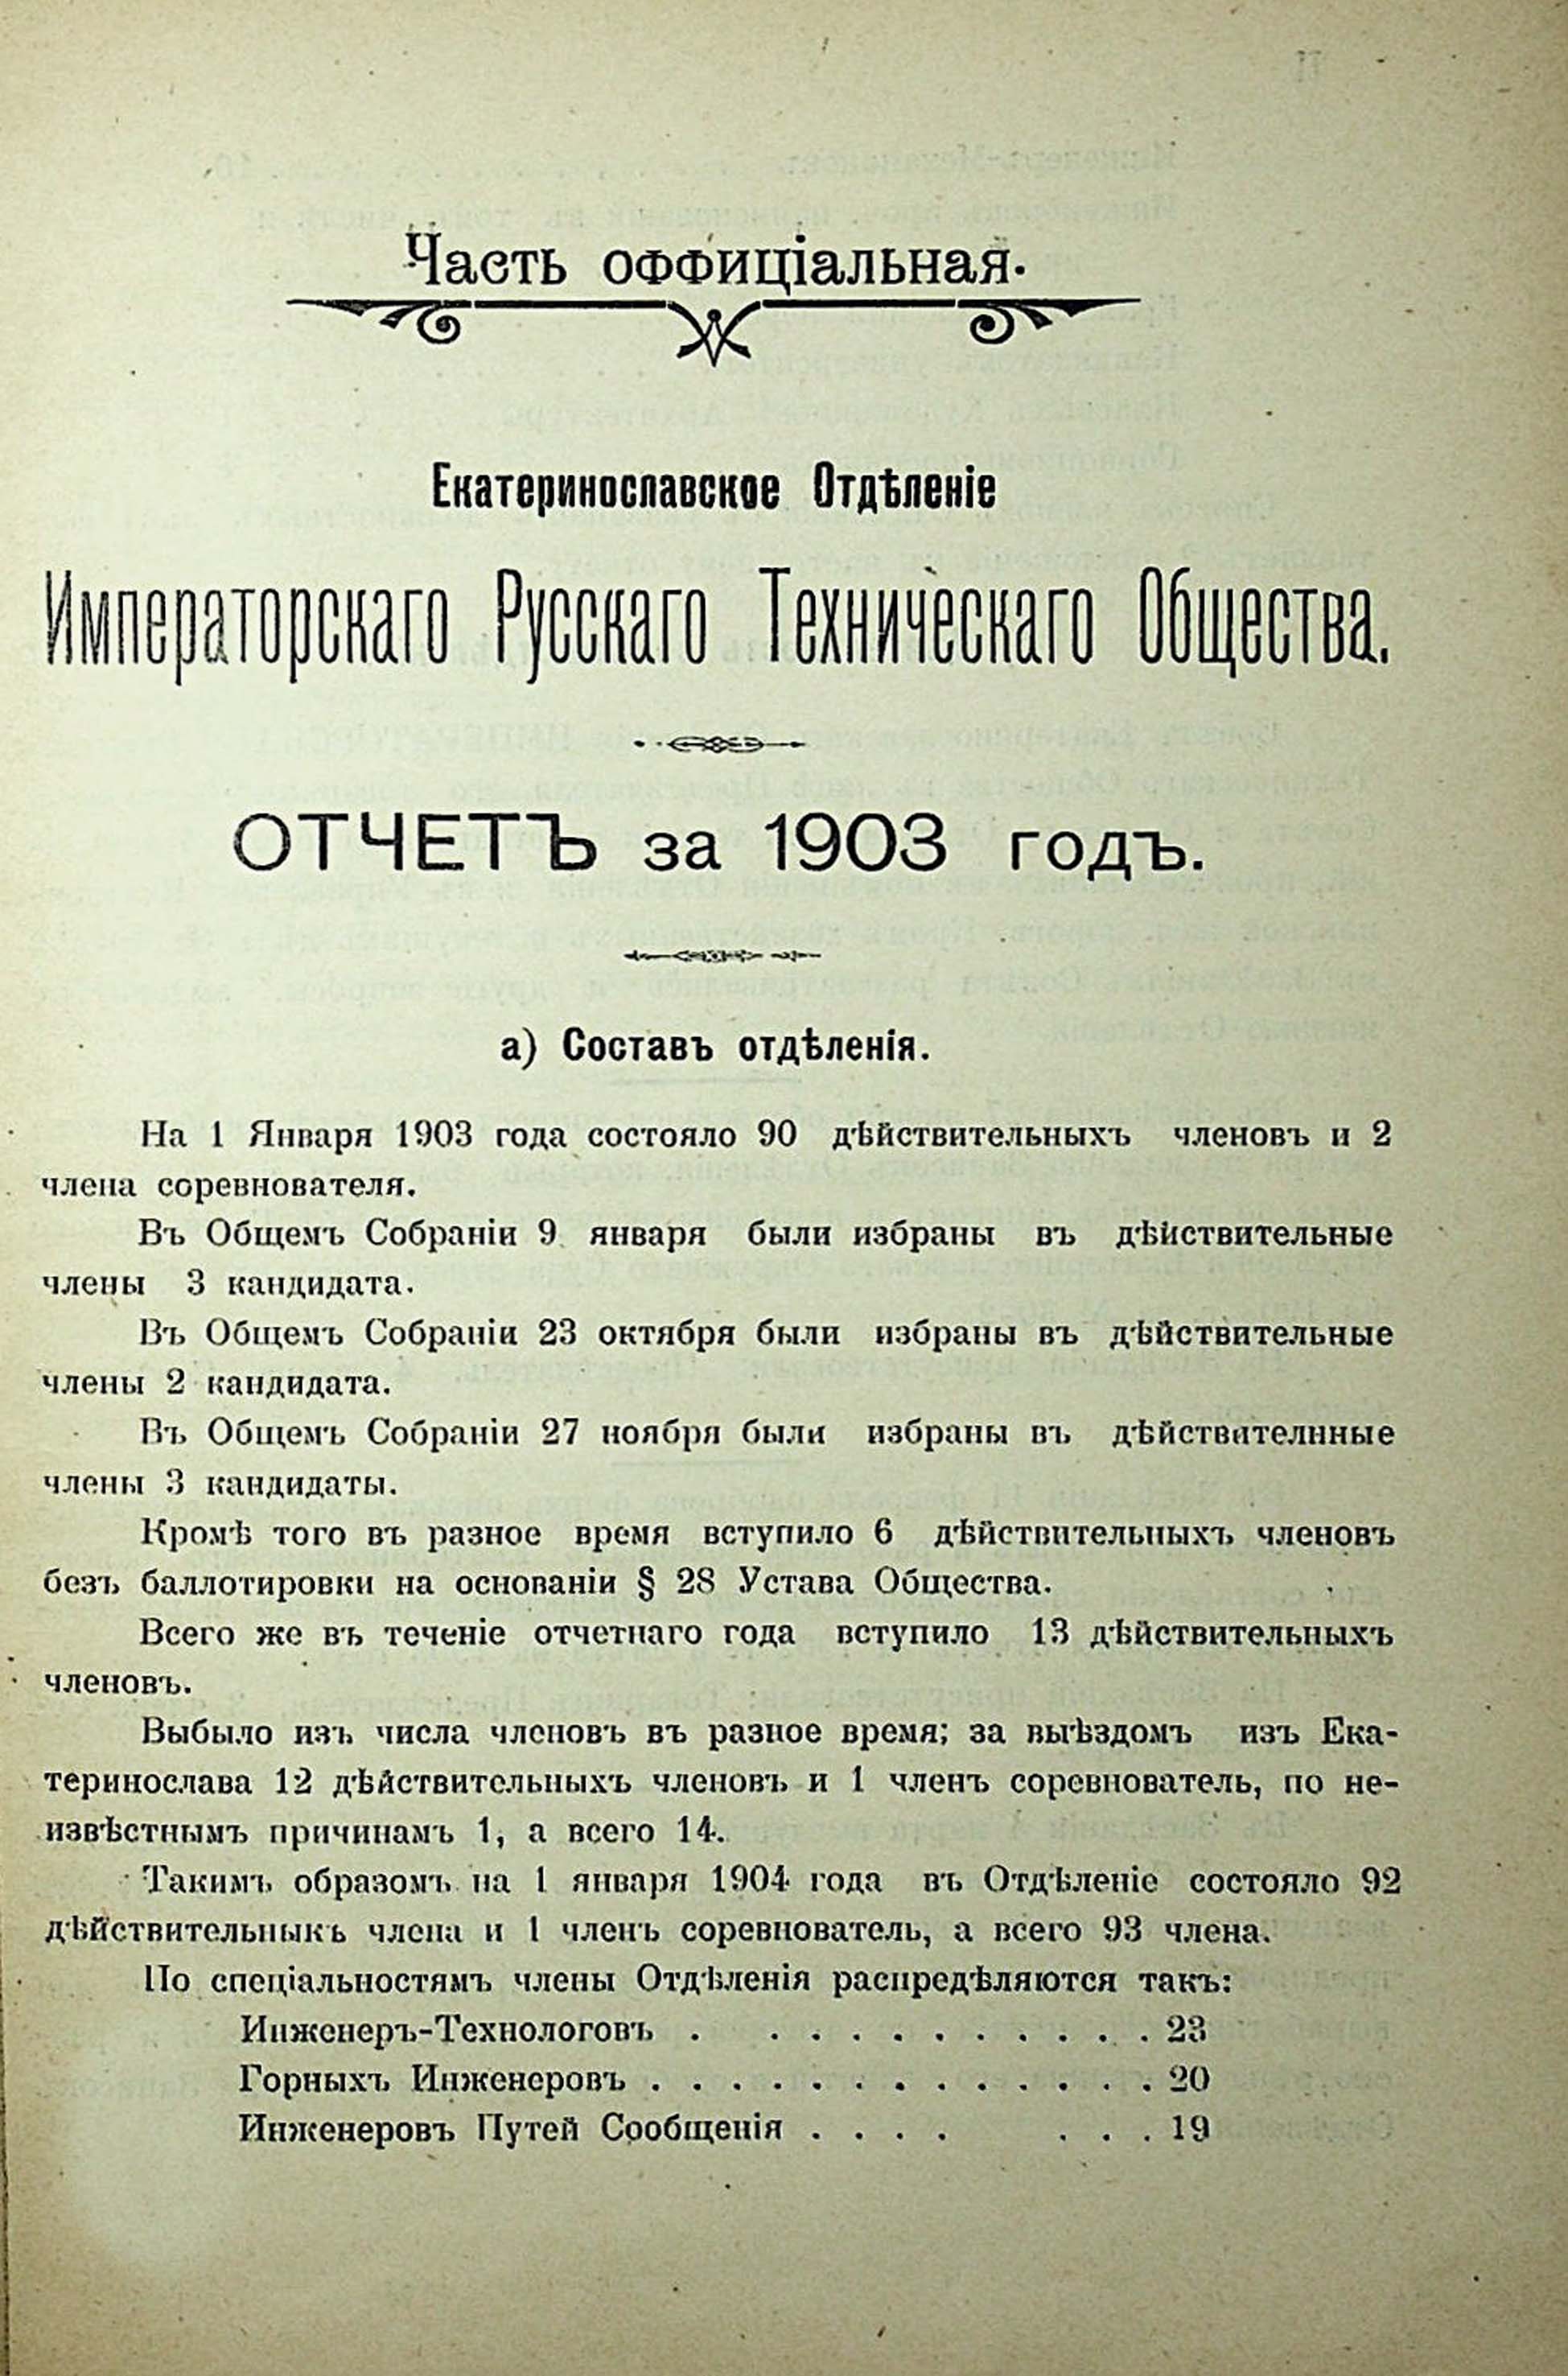 Часть оффиціальная.
Екатеринославское Отдѣленіе
Императорскаго Русскаго Техническаго Общества.
ОТЧЕТЪ за 1903 годъ.
а) Составъ отдѣленія.
На 1 Января 1903 года состояло 90 дѣйствительныхъ членовъ и 2
члена соревнователя.
Въ Общемъ Собраніи 9 января были избраны въ дѣйствительные
члены 3 кандидата.
Въ Общемъ Собраніи 23 октября были избраны въ дѣйствительные
члены 2 кандидата.
Въ Общемъ Собраніи 27 ноября были избраны въ дѣйствителнные
члены 3 кандидаты.
Кромѣ того въ разное время вступило 6 дѣйствительныхъ членовъ
безъ баллотировки на основаніи § 28 Устава Общества.
Всего же въ теченіе отчетнаго года вступило 13 дѣйствительныхъ
членовъ.
Выбыло изъ числа членовъ въ разное время; за выѣздомъ изъ Ека-
теринослава 12 дѣйствительныхъ членовъ и 1 членъ соревнователь, по не-
извѣстнымъ причинамъ 1, а всего 14.
Такимъ образомъ на 1 января 1904 года въ Отдѣленіе состояло 92
дѣйствительныкъ члена и 1 членъ соревнователь, а всего 93 члена.
По спеціальностямъ члены Отдѣленія распредѣляются такъ:
Инженеръ-Технологовъ . . . . . . . . . . . 23
Горныхъ Инженеровъ . . . . . . . . . . . . . 20
Инженеровъ Путей Сообщенія . . . . . . . 19